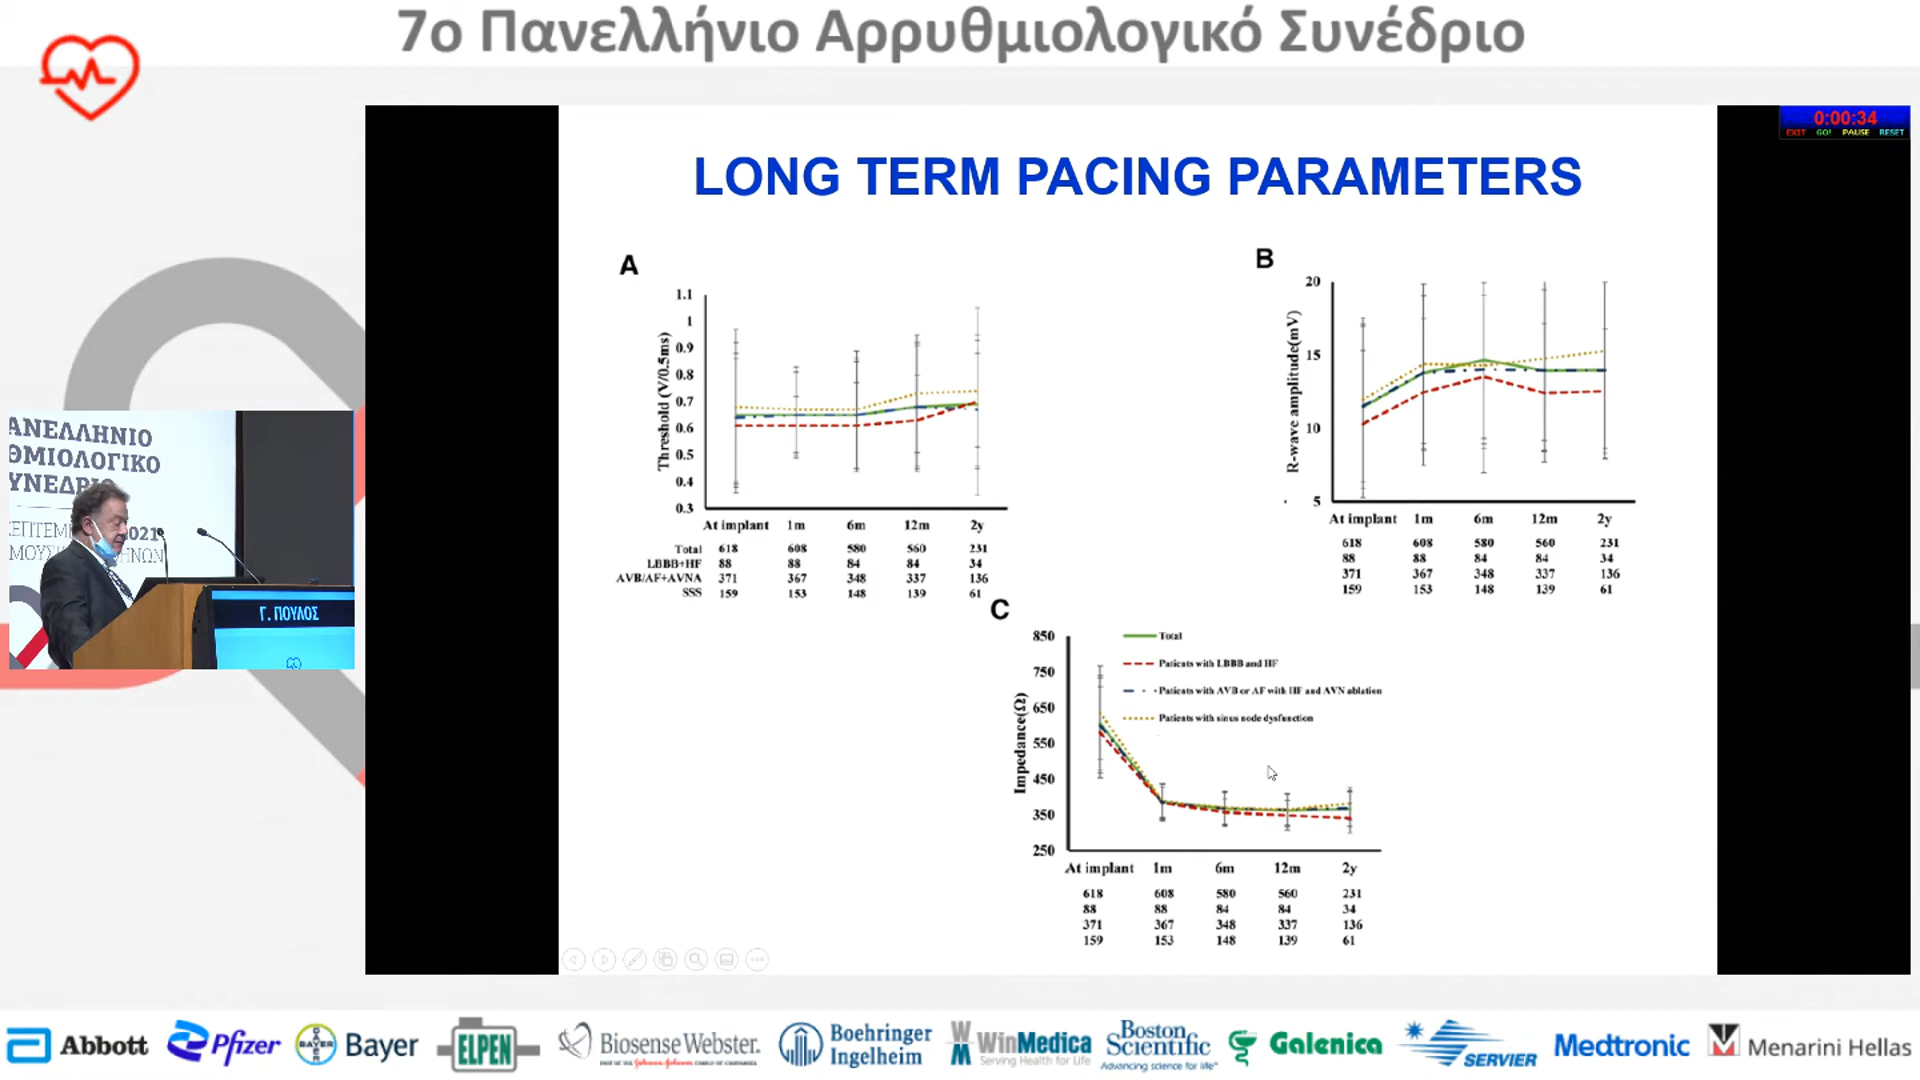 7ο Πανελλήνιο Αρρυθμιολογικό Συνέδριο
0:00:34
EXIT GO! PAUSE RESET
LONG TERM PACING PARAMETERS
A
1.1
1
0.9
0.8
0.7
0.6
0.5
0.4
0.3
Threshold (V/0.5ms)
At implant 1m 6m 12m 2y
Total 618 608 580 560 231
LBBB+HF 88 88 84 84 34
AVB/AF+AVNA 371 367 348 337 136
SSS 159 153 148 139 61
B
20
15
10
5
R-wave amplitude(mV)
At implant 1m 6m 12m 2y
618 608 580 560 231
88 88 84 84 34
371 367 348 337 136
159 153 148 139 61
C
850
750
650
550
450
350
250
Impedance(Ω)
Total
Patients with LBBB and HF
Patients with AVB or AF with HF and AVN ablation
Patients with sinus node dysfunction
At implant 1m 6m 12m 2y
618 608 580 560 231
88 88 84 84 34
371 367 348 337 136
159 153 148 139 61
ΑΝΕΛΛΗΝΙΟ
ΘΜΙΟΛΟΓΙΚΟ
ΥΝΕΔΡΙΟ
ΣΕΠΤΕΜ 2021
ΜΟΥΣ ΗΝΩΝ
Γ. ΠΟΥΛΟΣ
Abbott
Pfizer
BAYER
Bayer
ELPEN
Biosense Webster
Boehringer
Ingelheim
WinMedica
Serving Health for Life
Boston
Scientific
Advancing science for life™
Galenica
SERVIER
Medtronic
Menarini Hellas